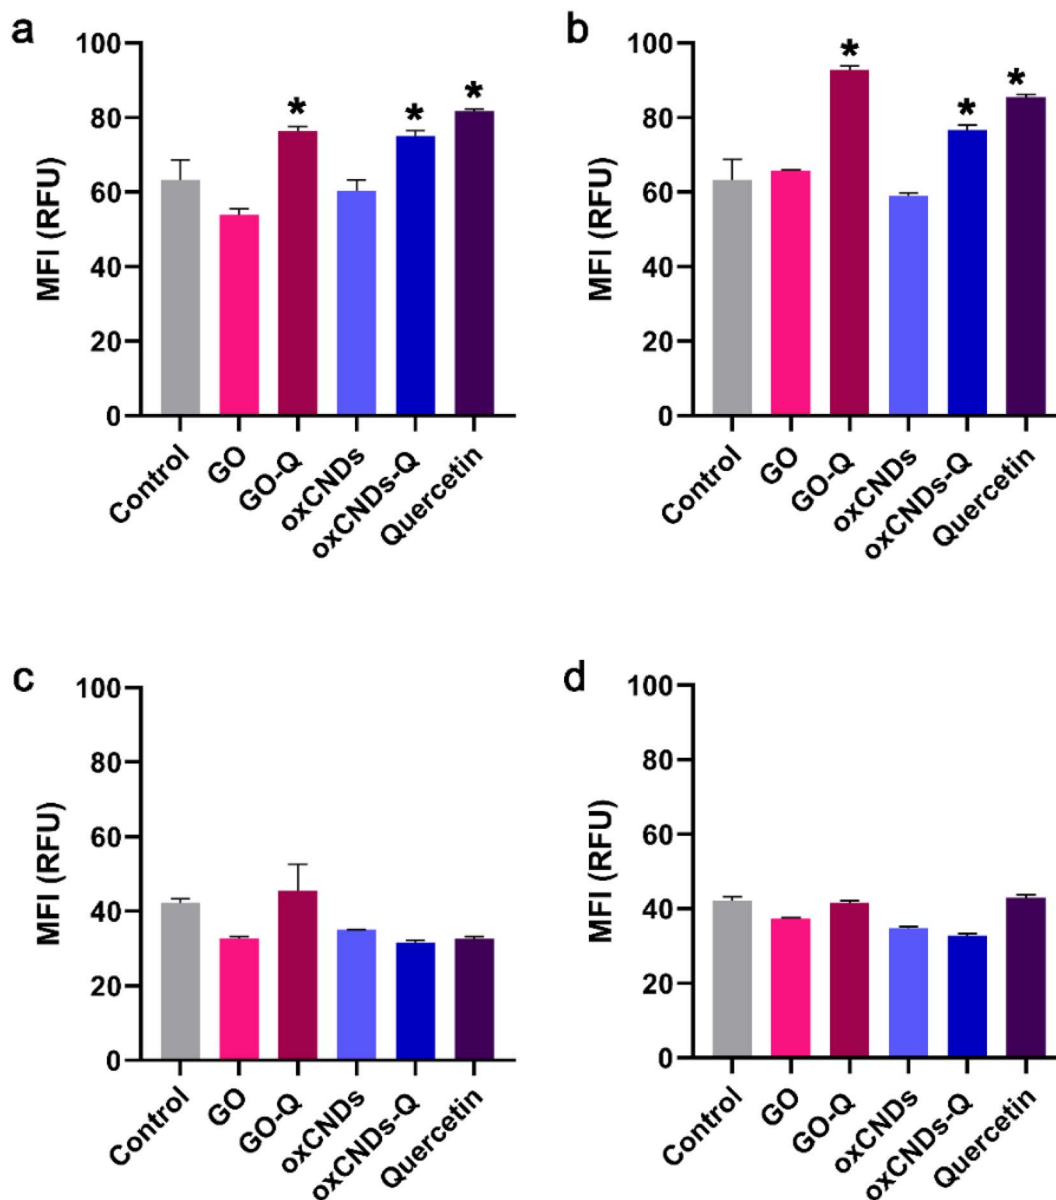 a
100
80
60
40
20
0
MFI (RFU)
* * *
Control
GO
GO-Q
oxCNDs
oxCNDs-Q
Quercetin
b
100
80
60
40
20
0
MFI (RFU)
* * *
Control
GO
GO-Q
oxCNDs
oxCNDs-Q
Quercetin
c
100
80
60
40
20
0
MFI (RFU)
Control
GO
GO-Q
oxCNDs
oxCNDs-Q
Quercetin
d
100
80
60
40
20
0
MFI (RFU)
Control
GO
GO-Q
oxCNDs
oxCNDs-Q
Quercetin